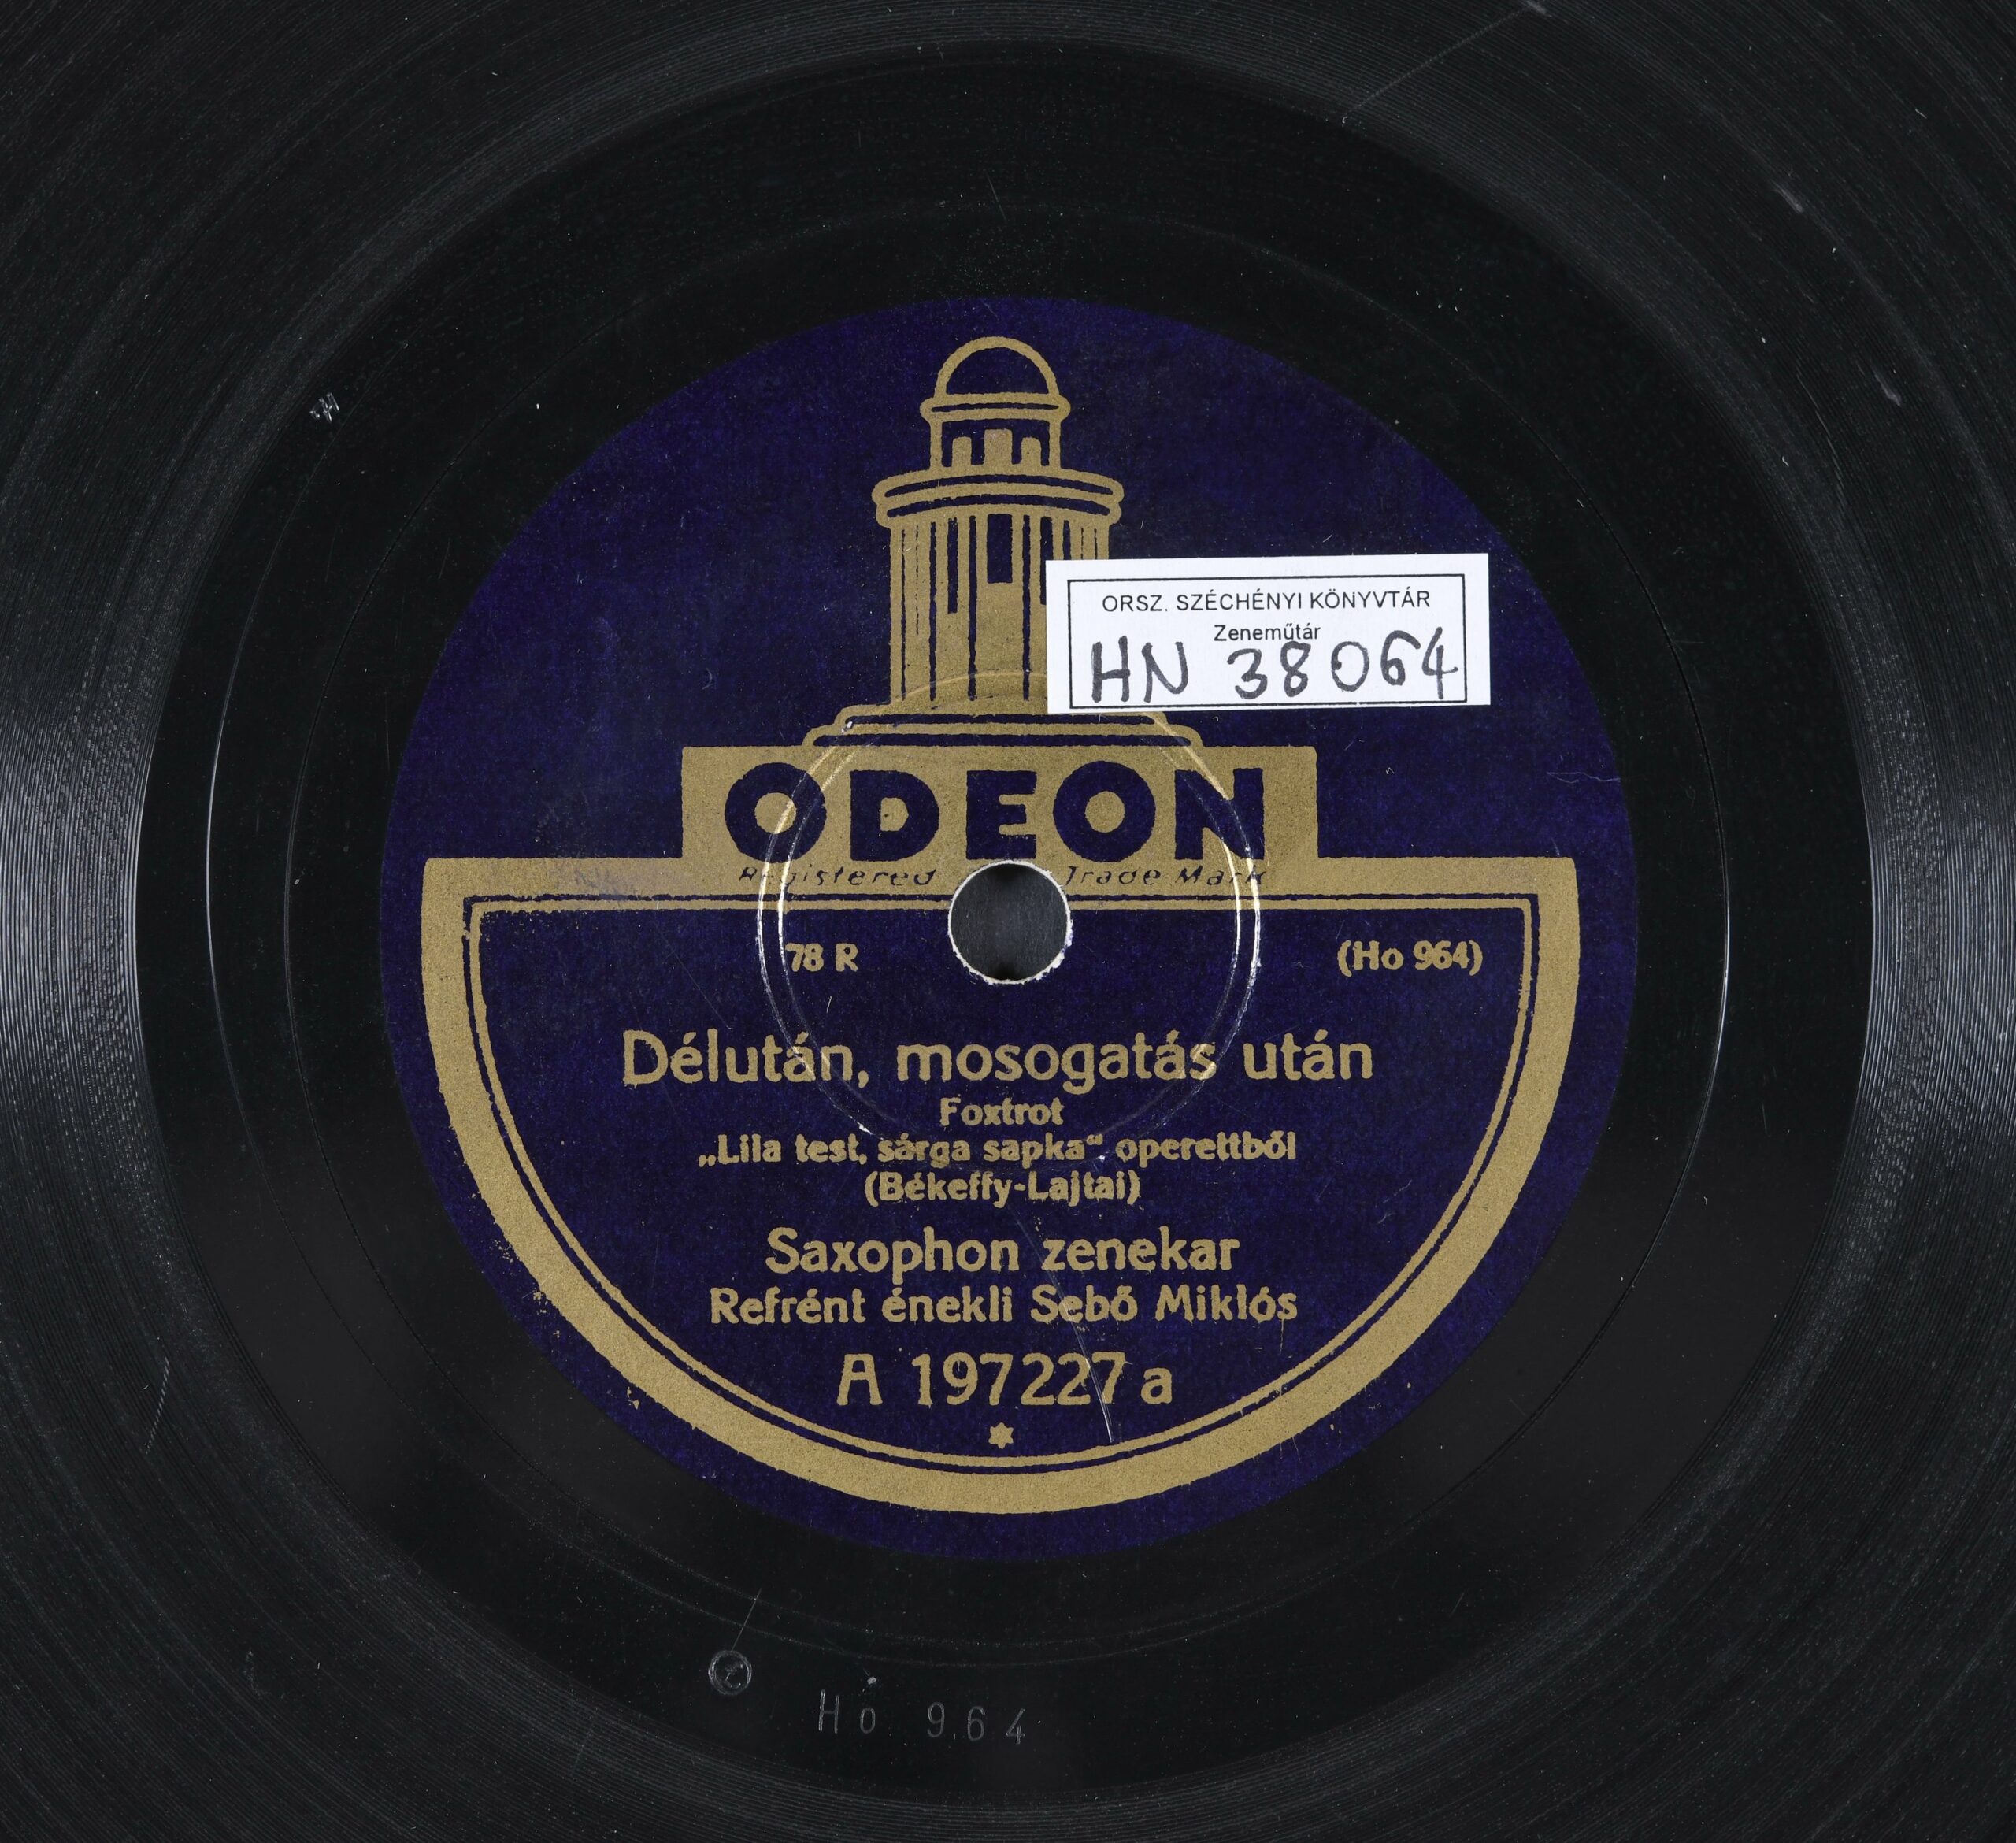 ORSZ. SZÉCHÉNYI KÖNYVTÁR
Zeneműtár
HN 38064
ODEON
Registered Trade Mark
78 R (Ho 964)
Délután, mosogatás után
Foxtrot
„Lila test, sárga sapka“ operettből
(Békeffy-Lajtai)
Saxophon zenekar
Refrént énekli Sebő Miklós
A 197227 a
Ho 964